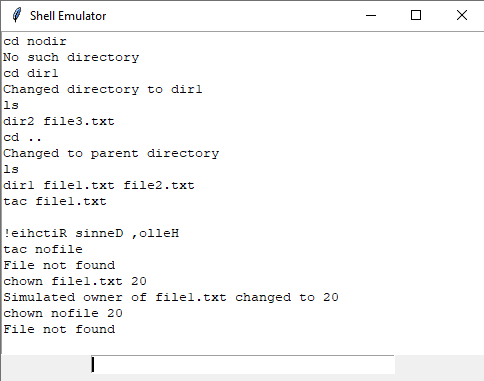 Shell Emulator
cd nodir
No such directory
cd dir1
Changed directory to dir1
ls
dir2 file3.txt
cd ..
Changed to parent directory
ls
dir1 file1.txt file2.txt
tac file1.txt
!eihctiR sinneD ,olleH
tac nofile
File not found
chown file1.txt 20
Simulated owner of file1.txt changed to 20
chown nofile 20
File not found